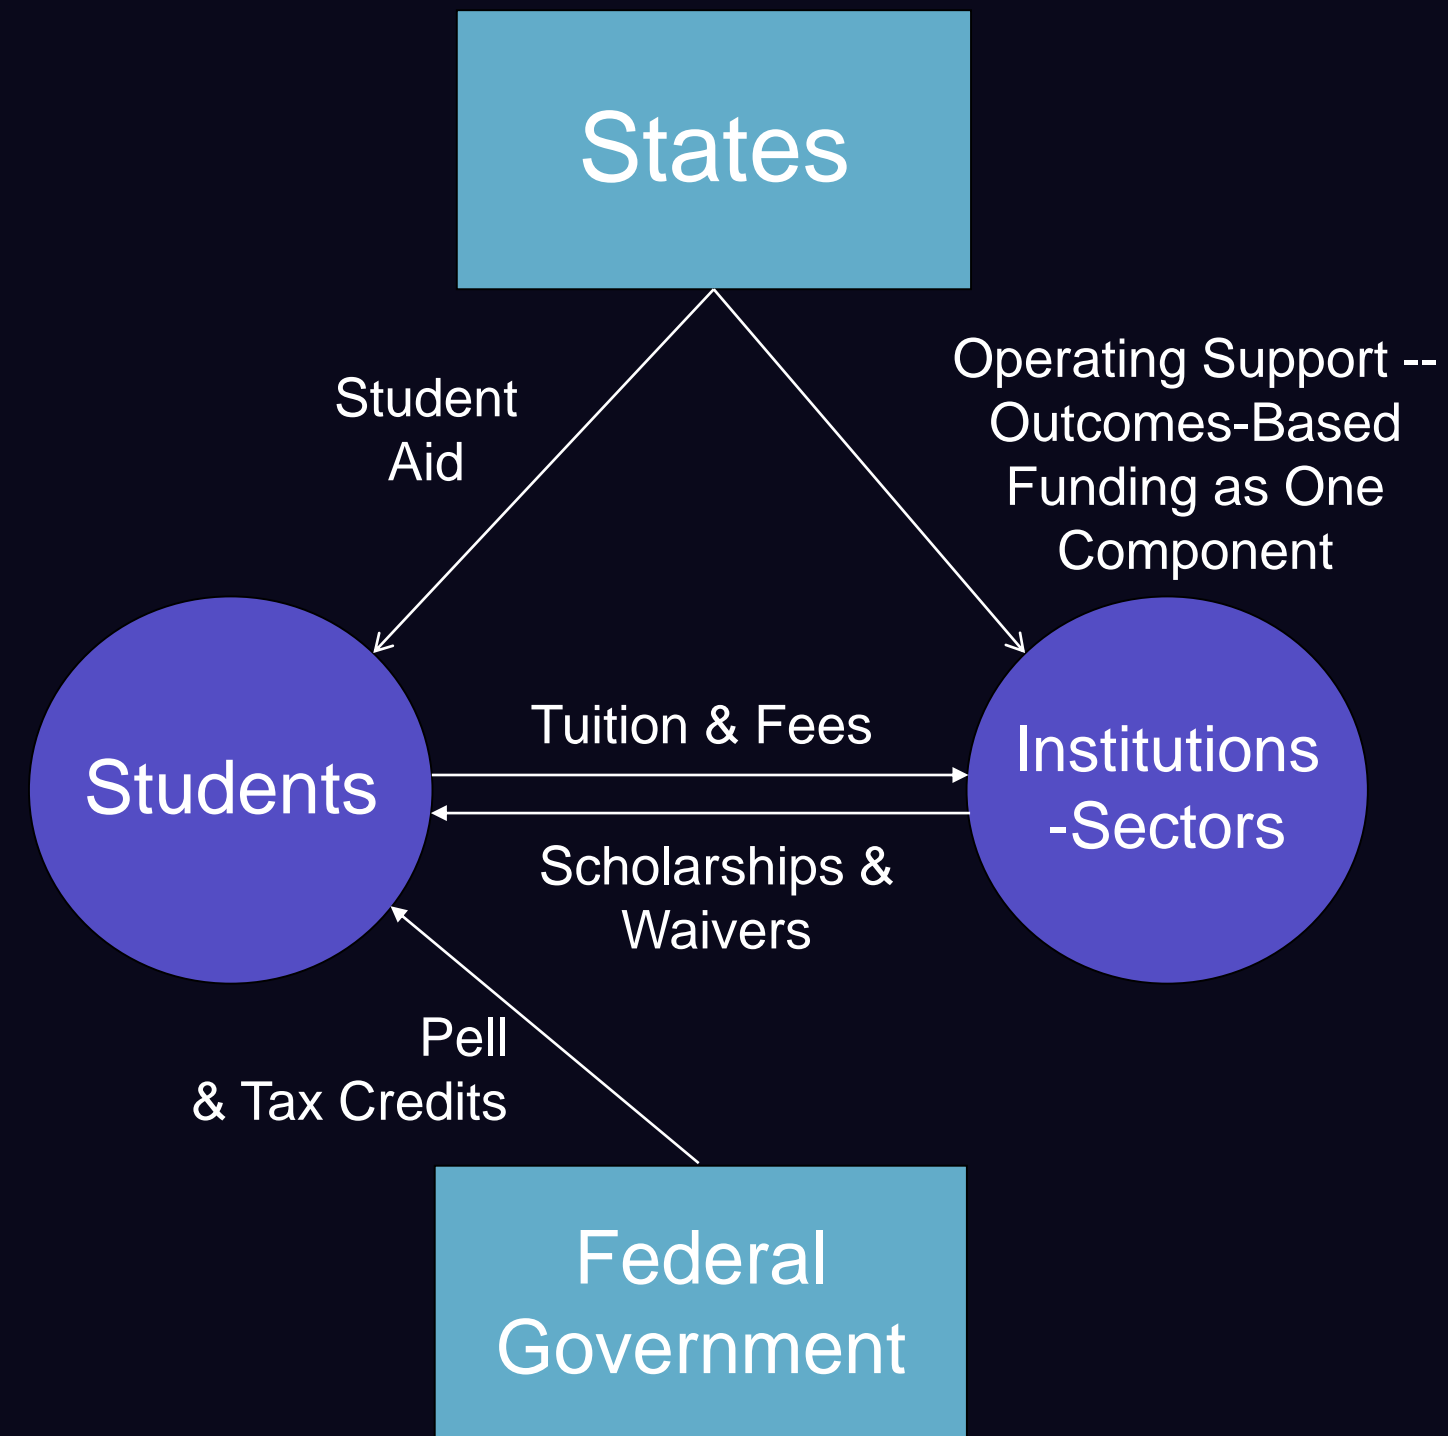 States
Student
Aid
Operating Support --
Outcomes-Based
Funding as One
Component
Students
Tuition & Fees
Scholarships &
Waivers
Institutions
-Sectors
Pell
& Tax Credits
Federal
Government